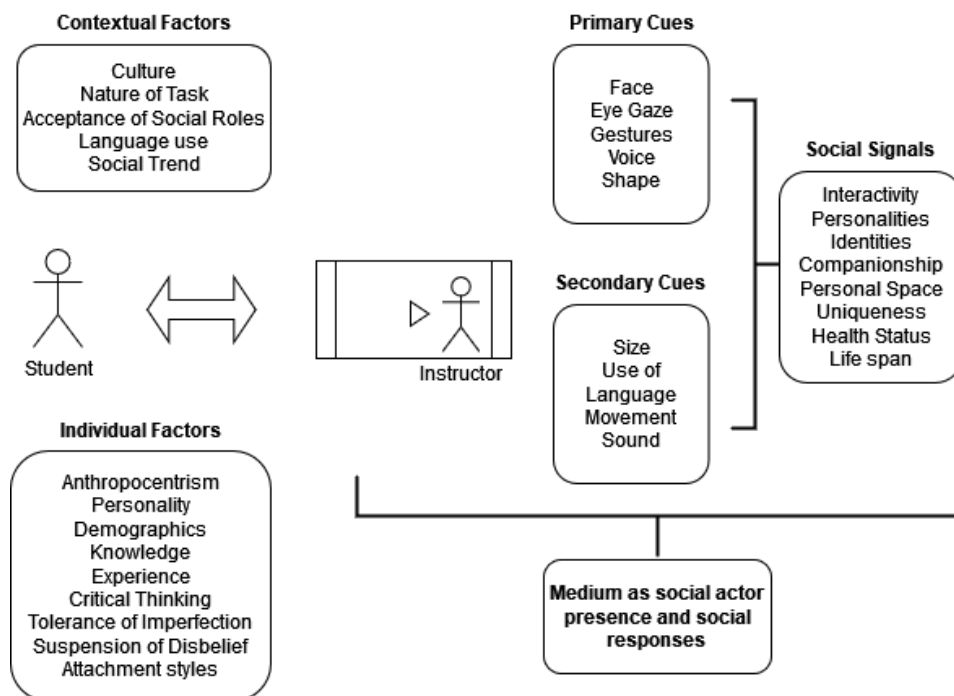 Contextual Factors
Culture
Nature of Task
Acceptance of Social Roles
Language use
Social Trend
Student
Individual Factors
Anthropocentrism
Personality
Demographics
Knowledge
Experience
Critical Thinking
Tolerance of Imperfection
Suspension of Disbelief
Attachment styles
Instructor
Primary Cues
Face
Eye Gaze
Gestures
Voice
Shape
Secondary Cues
Size
Use of
Language
Movement
Sound
Social Signals
Interactivity
Personalities
Identities
Companionship
Personal Space
Uniqueness
Health Status
Life span
Medium as social actor
presence and social
responses